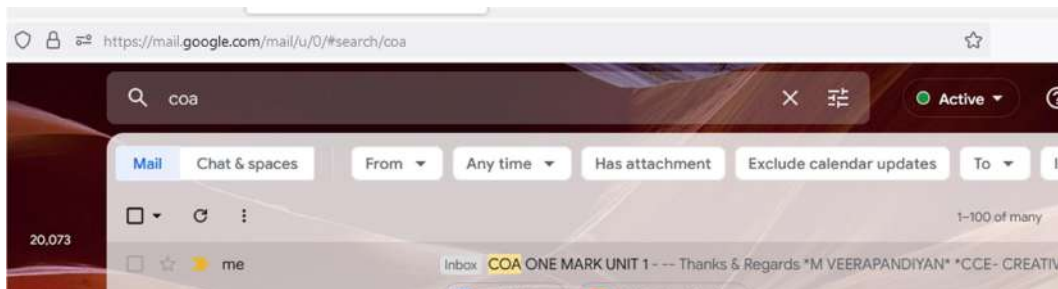 https://mail.google.com/mail/u/0/#search/coa
coa
Active
Mail Chat & spaces From Any time Has attachment Exclude calendar updates To
1–100 of many
20,073
me Inbox COA ONE MARK UNIT 1 - -- Thanks & Regards *M VEERAPANDIYAN* *CCE- CREATIV